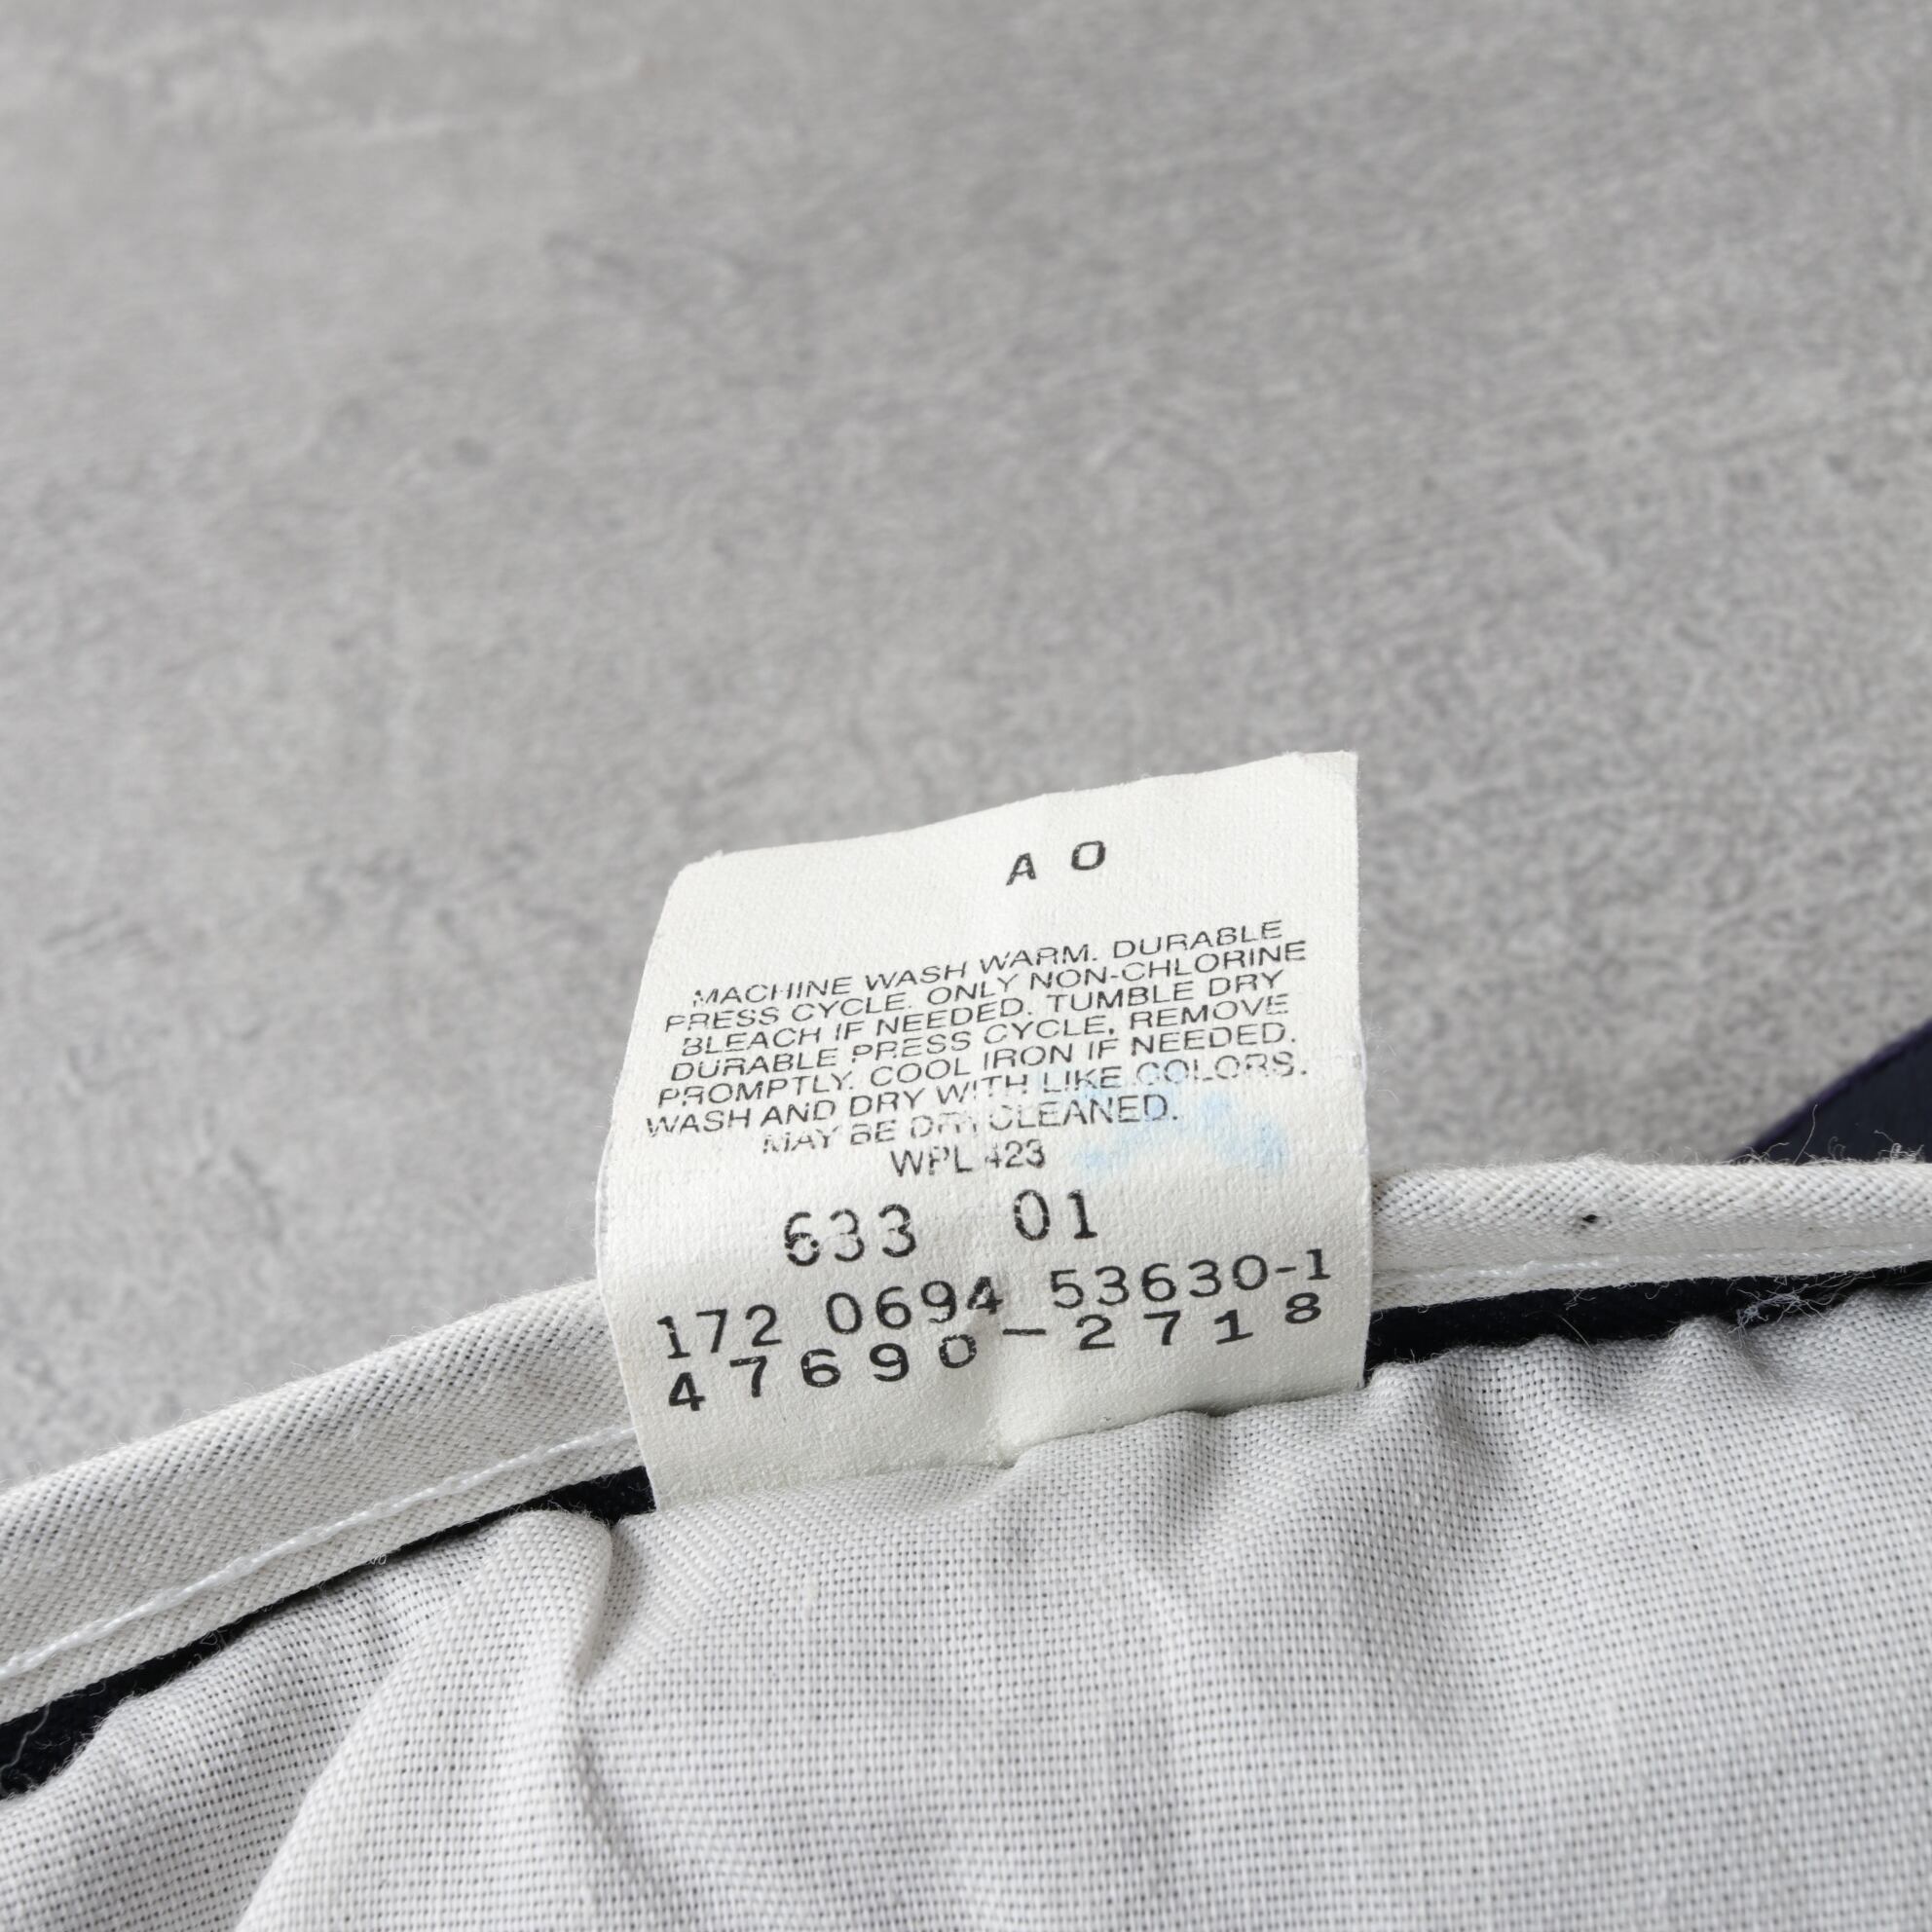 A O
MACHINE WASH WARM. DURABLE
PRESS CYCLE. ONLY NON-CHLORINE
BLEACH IF NEEDED. TUMBLE DRY
DURABLE PRESS CYCLE, REMOVE
PROMPTLY. COOL IRON IF NEEDED.
WASH AND DRY WITH LIKE COLORS.
MAY BE DRY CLEANED.
WPL 423
633 01
172 0694 53630-1
47690-2718